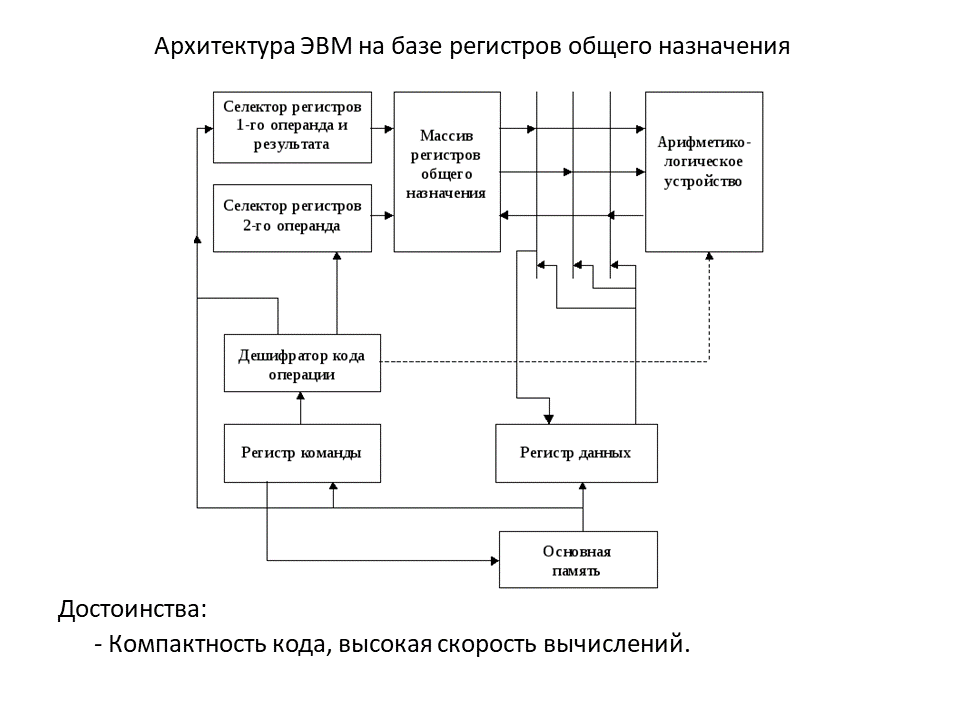 Архитектура ЭВМ на базе регистров общего назначения
Селектор регистров
1-го операнда и
результата
Массив
регистров
общего
назначения
Арифметико-
логическое
устройство
Селектор регистров
2-го операнда
Дешифратор кода
операции
Регистр команды
Регистр данных
Основная
память
Достоинства:
- Компактность кода, высокая скорость вычислений.